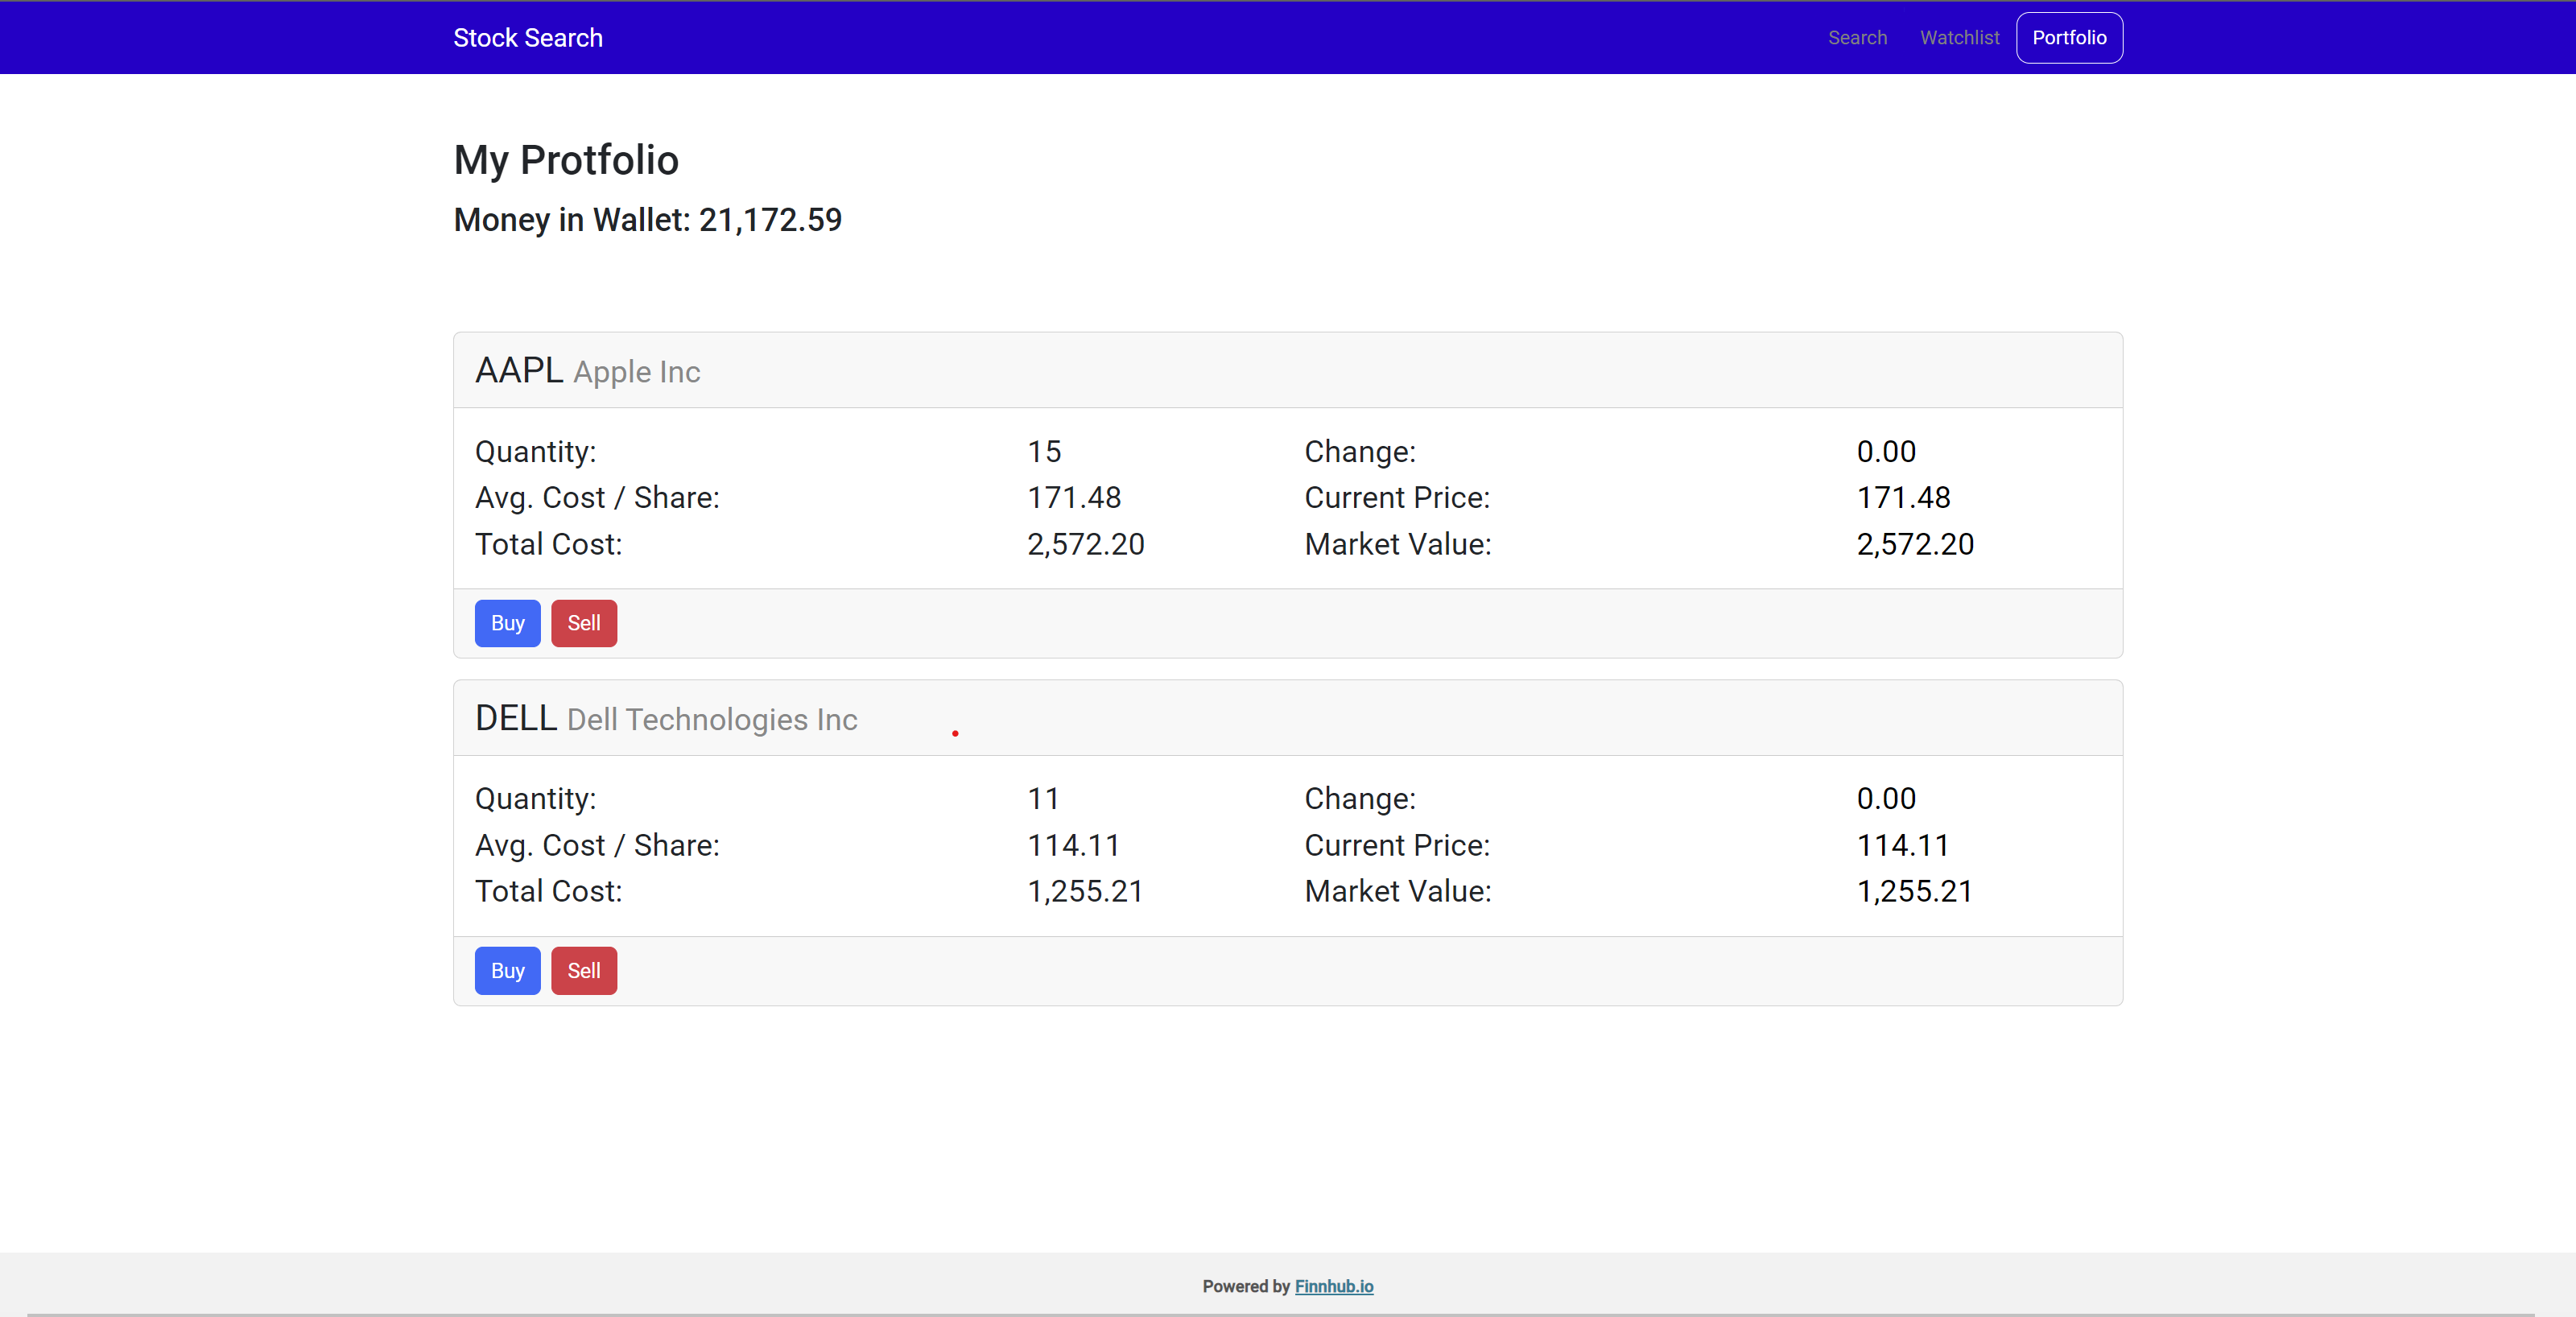 Stock Search Search Watchlist Portfolio
My Protfolio
Money in Wallet: 21,172.59
AAPL Apple Inc
Quantity: 15 Change: 0.00
Avg. Cost / Share: 171.48 Current Price: 171.48
Total Cost: 2,572.20 Market Value: 2,572.20
Buy Sell
DELL Dell Technologies Inc
Quantity: 11 Change: 0.00
Avg. Cost / Share: 114.11 Current Price: 114.11
Total Cost: 1,255.21 Market Value: 1,255.21
Buy Sell
Powered by Finnhub.io